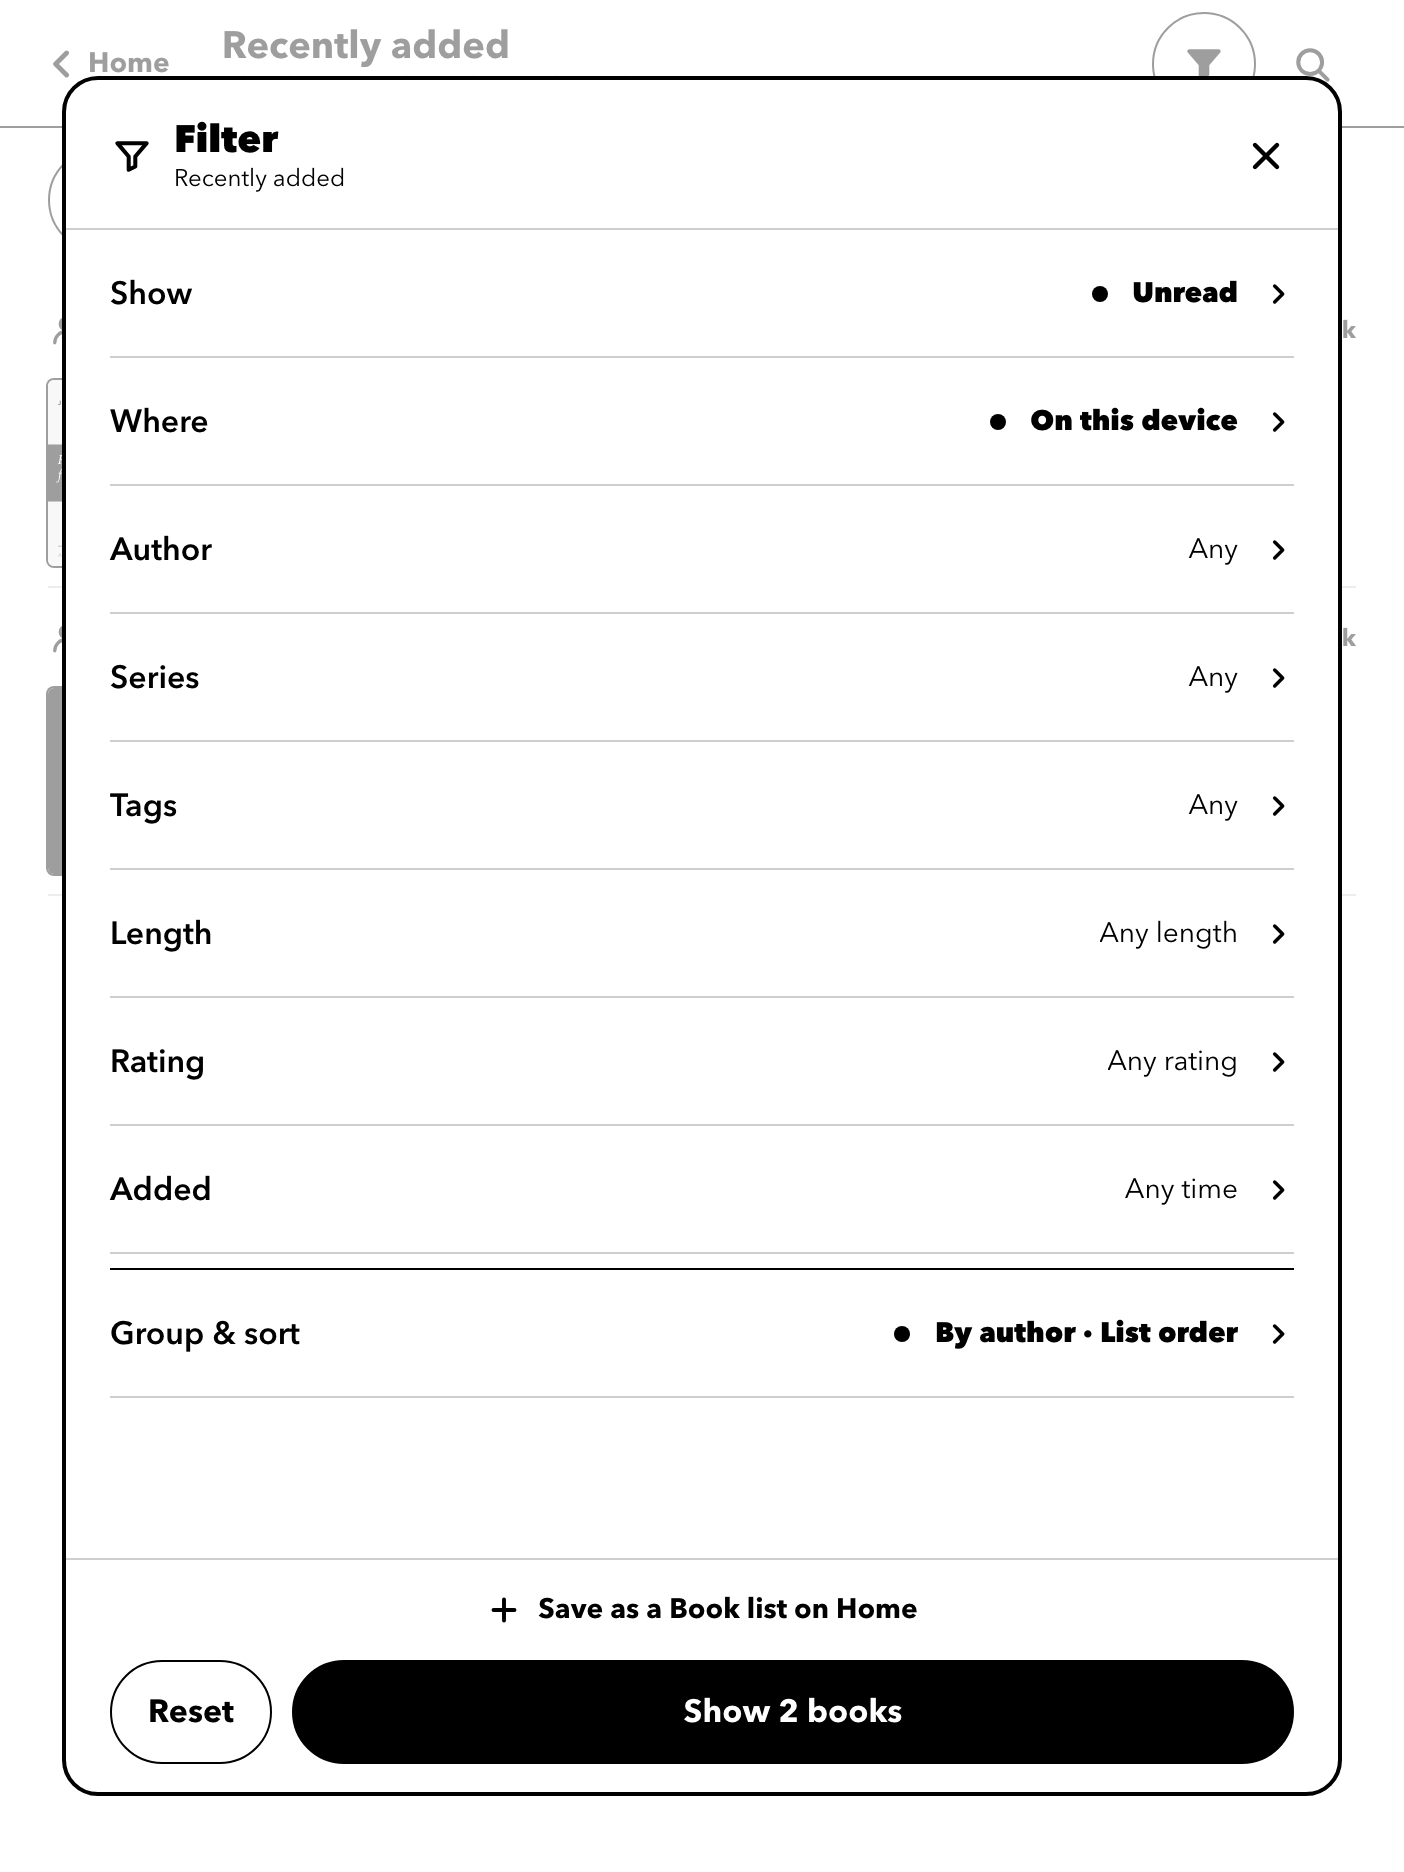 Home
Recently added
Filter
Recently added
Show
Unread
Where
On this device
Author
Any
Series
Any
Tags
Any
Length
Any length
Rating
Any rating
Added
Any time
Group & sort
By author • List order
Save as a Book list on Home
Reset
Show 2 books